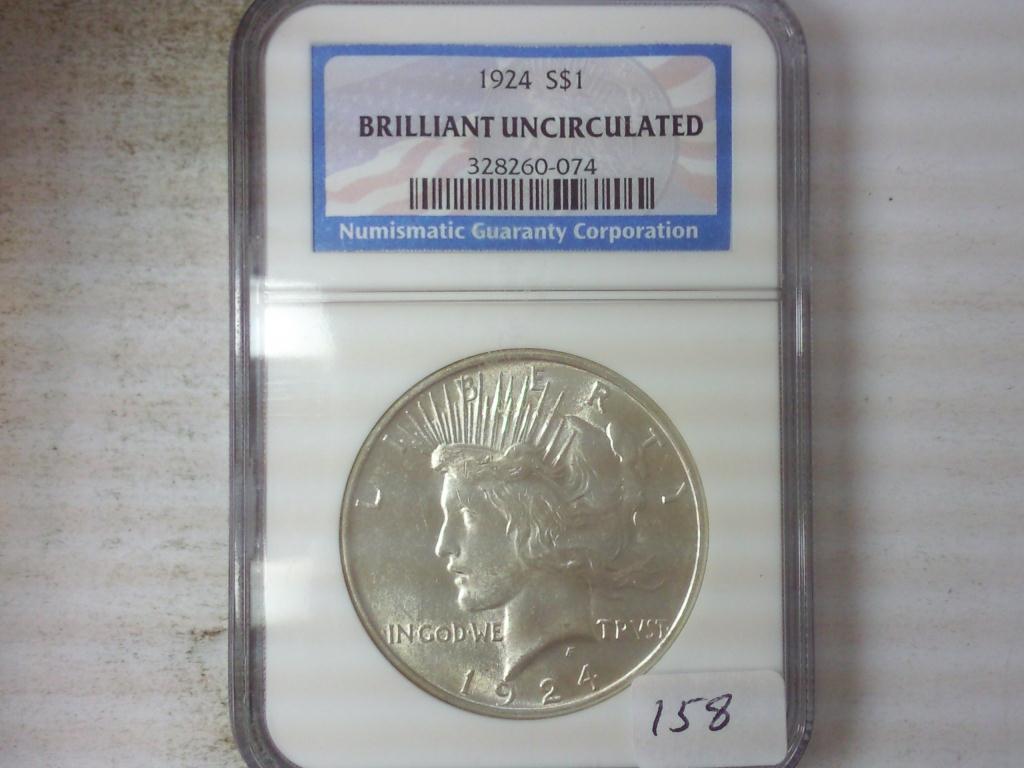 1924 S$1
BRILLIANT UNCIRCULATED
328260-074
Numismatic Guaranty Corporation
LIBERTY
IN GOD WE TRVST
1924
158